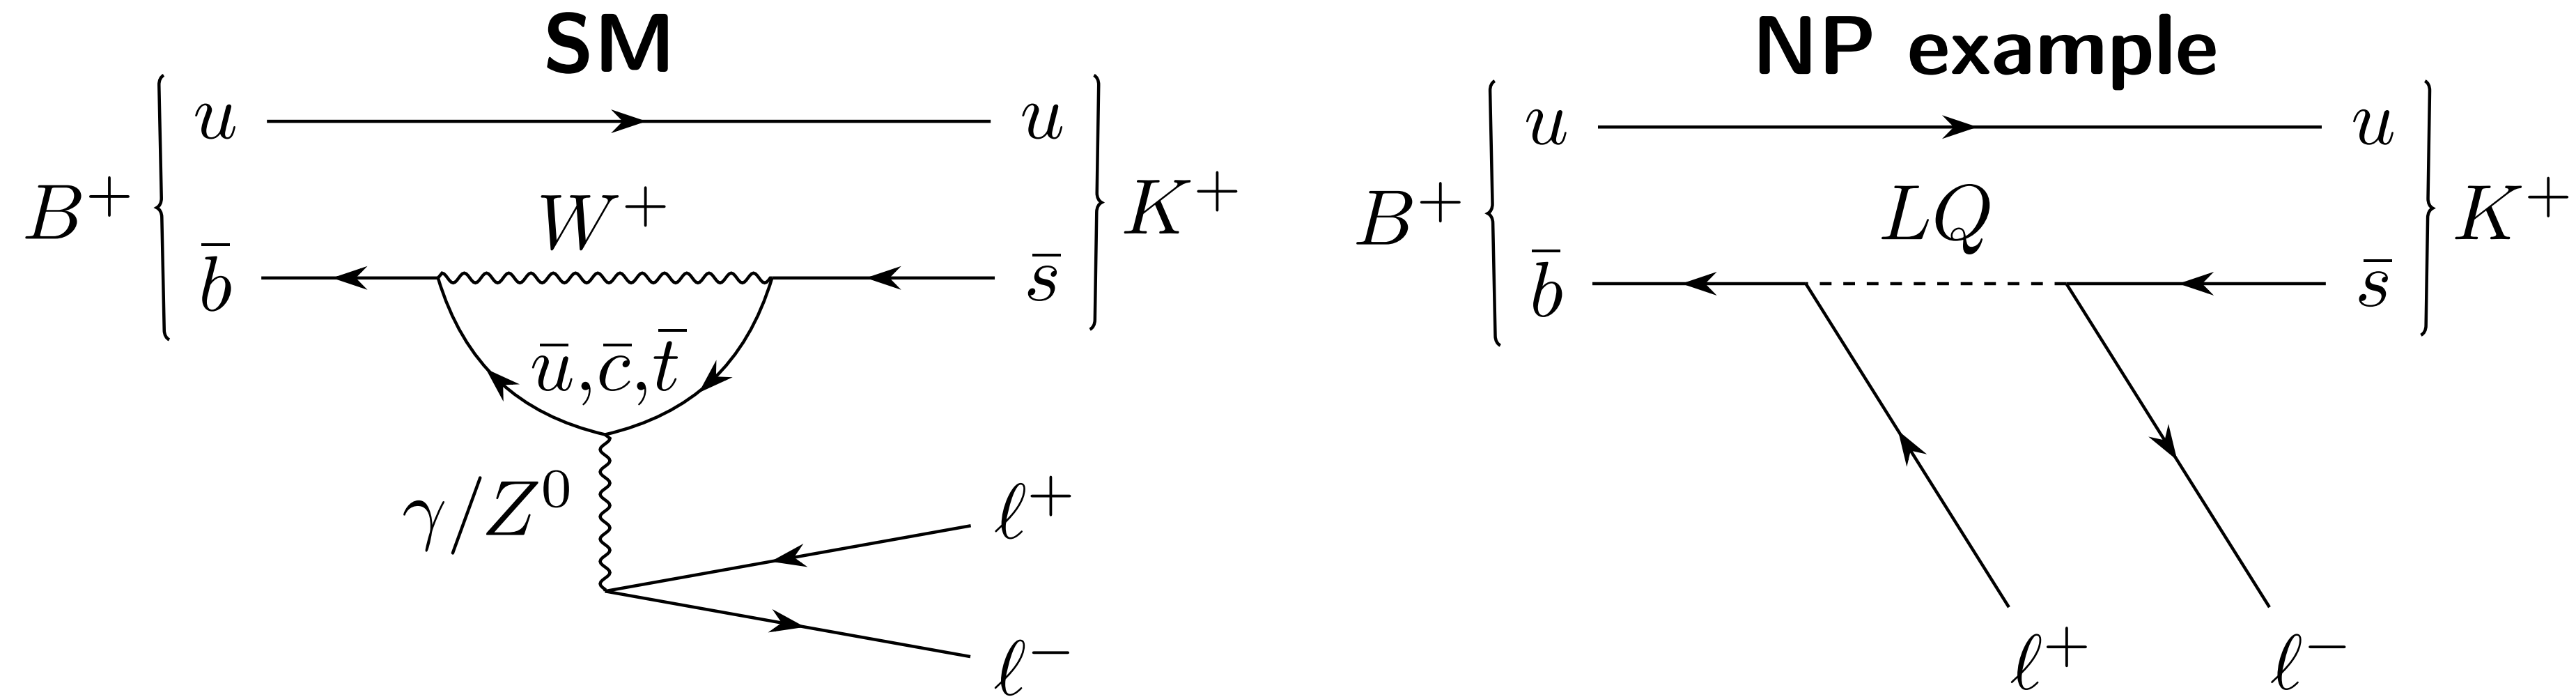 SM
u
u
B⁺
W⁺
K⁺
b̄
s̄
ū,c̄,t̄
γ/Z⁰
ℓ⁺
ℓ⁻
NP example
u
u
B⁺
LQ
K⁺
b̄
s̄
ℓ⁺
ℓ⁻